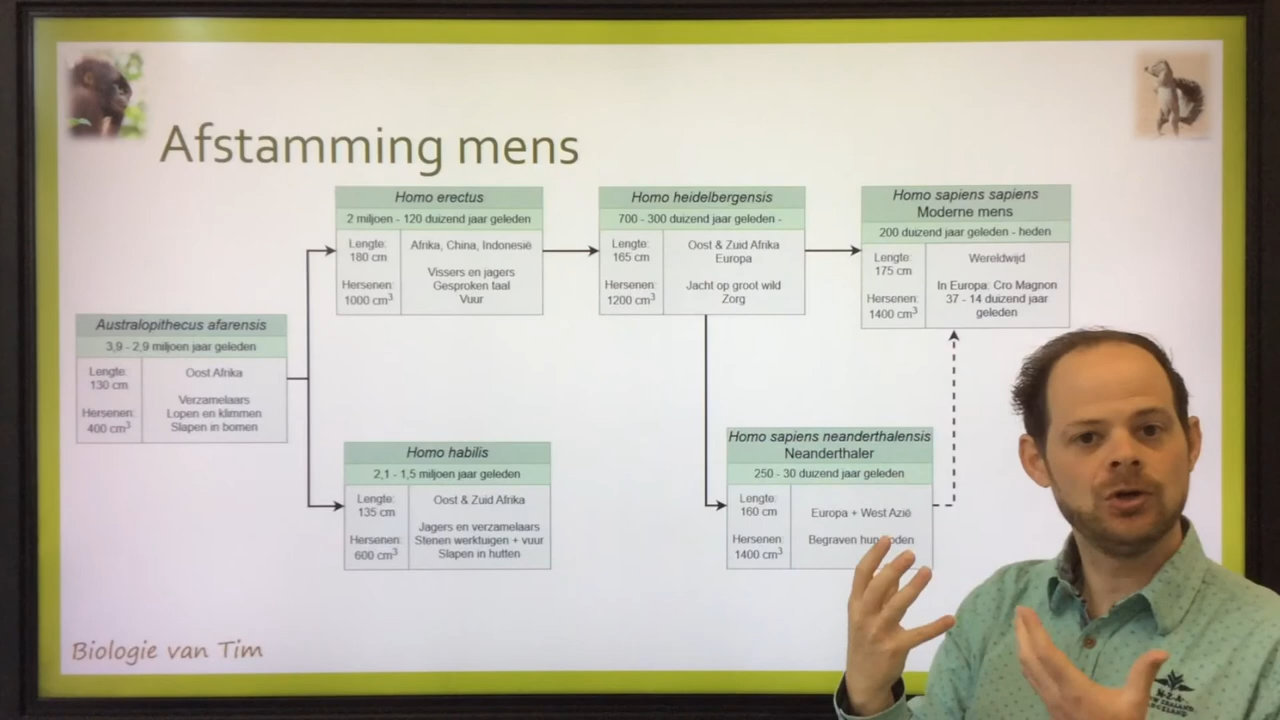 Afstamming mens
Homo erectus
2 miljoen - 120 duizend jaar geleden
Lengte:
180 cm
Hersenen:
1000 cm³
Afrika, China, Indonesië
Vissers en jagers
Gesproken taal
Vuur
Homo heidelbergensis
700 - 300 duizend jaar geleden -
Lengte:
165 cm
Hersenen:
1200 cm³
Oost & Zuid Afrika
Europa
Jacht op groot wild
Zorg
Homo sapiens sapiens
Moderne mens
200 duizend jaar geleden - heden
Lengte:
175 cm
Hersenen:
1400 cm³
Wereldwijd
In Europa: Cro Magnon
37 - 14 duizend jaar
geleden
Australopithecus afarensis
3,9 - 2,9 miljoen jaar geleden
Lengte:
130 cm
Hersenen:
400 cm³
Oost Afrika
Verzamelaars
Lopen en klimmen
Slapen in bomen
Homo habilis
2,1 - 1,5 miljoen jaar geleden
Lengte:
135 cm
Hersenen:
600 cm³
Oost & Zuid Afrika
Jagers en verzamelaars
Stenen werktuigen + vuur
Slapen in hutten
Homo sapiens neanderthalensis
Neanderthaler
250 - 30 duizend jaar geleden
Lengte:
160 cm
Hersenen:
1400 cm³
Europa + West Azië
Begraven hun
Biologie van Tim
N.Z.A.